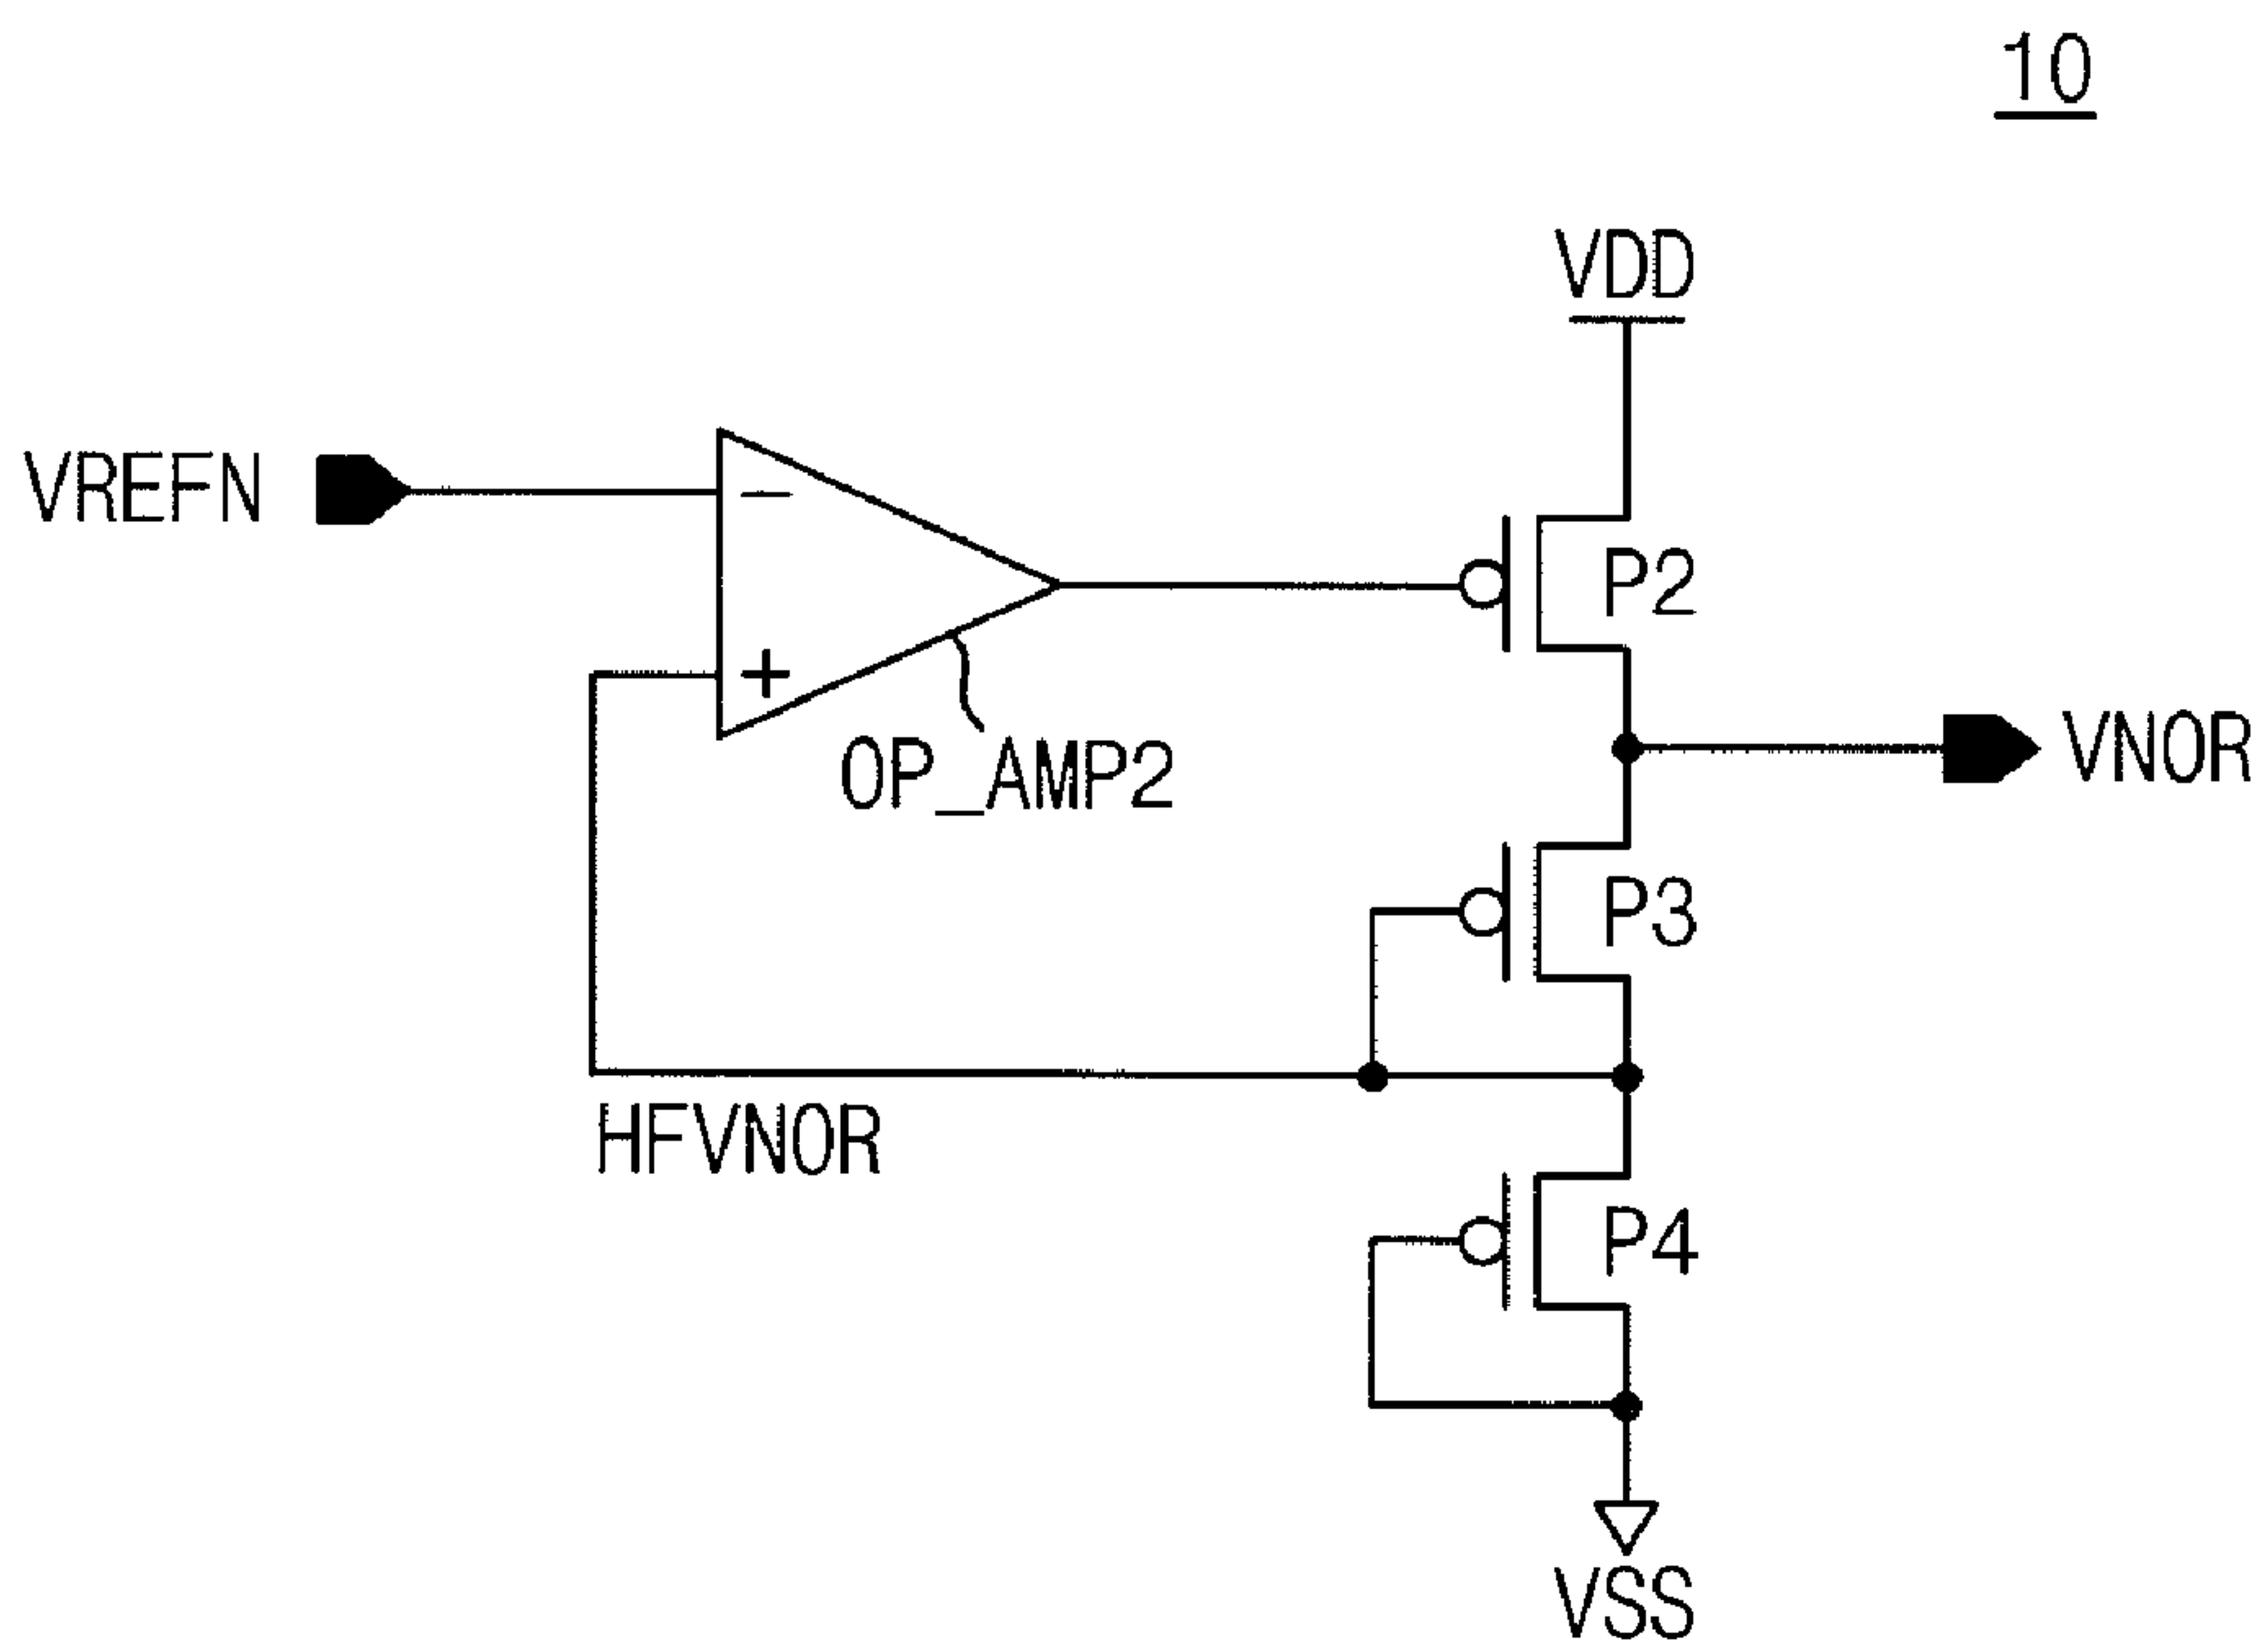 10
VDD
VREFN
−
P2
+
VNOR
OP_AMP2
P3
HFVNOR
P4
VSS